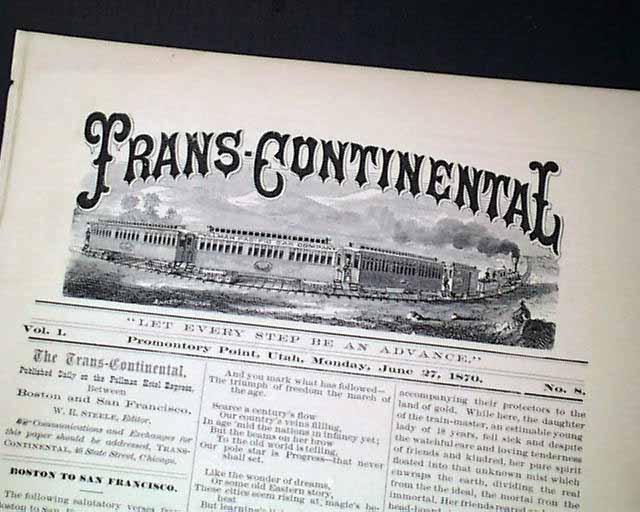 TRANS-CONTINENTAL
"LET EVERY STEP BE AN ADVANCE."
Vol. 1. Promontory Point, Utah, Monday, June 27, 1870. No. 8.
The Trans-Continental,
Published Daily on the Pullman Hotel Express,
Between
Boston and San Francisco.
W. R. STEELE, Editor.
Communications and Exchanges for
this paper should be addressed, TRANS-
CONTINENTAL, 46 State Street, Chicago.
BOSTON TO SAN FRANCISCO.
The following salutatory verses from
Boston to San
And you mark what has followed—
The triumph of freedom the march of
the age.
Scarce a century's flow
Our country's veins filling,
In age 'mid the nations in infancy yet;
But the beams on her brow
To the old world is telling,
Our pole star is Progress—that never
shall set.
Like the wonder of dreams,
Or some old Eastern story,
These cities seem rising at magic's be-
hest
But learning's
accompanying their protectors to the
land of gold. While here, the daughter
of the train-master, an estimable young
lady of 18 years, fell sick and despite
the watchful care and loving tenderness
of friends and kindred, her pure spirit
floated into that unknown mist which
enwraps the earth, dividing the real
from the ideal, the mortal from the
immortal. Her friends